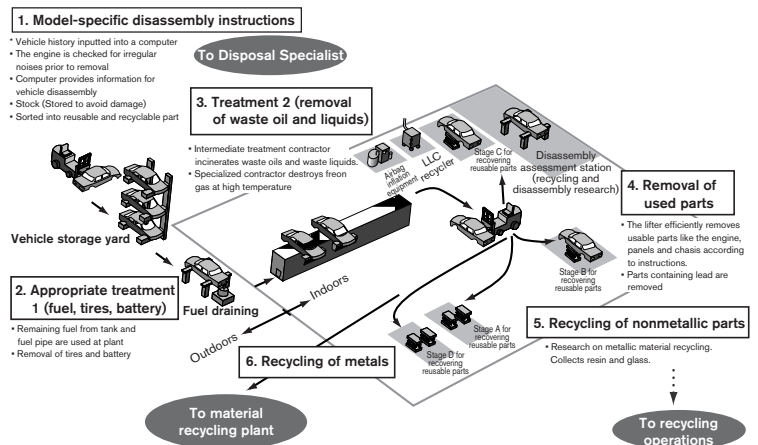 1. Model-specific disassembly instructions
* Vehicle history inputted into a computer
• The engine is checked for irregular
noises prior to removal
• Computer provides information for
vehicle disassembly
• Stock (Stored to avoid damage)
• Sorted into reusable and recyclable part
To Disposal Specialist
3. Treatment 2 (removal
of waste oil and liquids)
• Intermediate treatment contractor
incinerates waste oils and waste liquids.
• Specialized contractor destroys freon
gas at high temperature
Airbag
inflation
equipment
LLC
recycler
Stage C for
recovering
reusable parts
Disassembly
assessment station
(recycling and
disassembly research)
4. Removal of
used parts
• The lifter efficiently removes
usable parts like the engine,
panels and chasis according
to instructions.
• Parts containing lead are
removed
Vehicle storage yard
Stage B for
recovering
reusable parts
2. Appropriate treatment
1 (fuel, tires, battery)
• Remaining fuel from tank and
fuel pipe are used at plant
• Removal of tires and battery
Fuel draining
Indoors
Outdoors
Stage A for
recovering
reusable parts
Stage D for
recovering
reusable parts
5. Recycling of nonmetallic parts
• Research on metallic material recycling.
Collects resin and glass.
6. Recycling of metals
To material
recycling plant
To recycling
operations